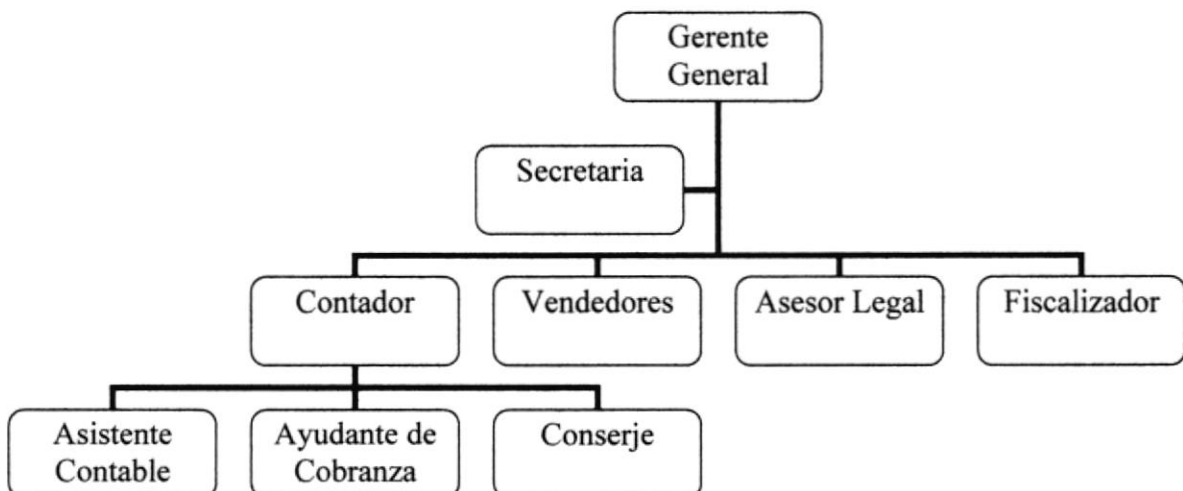 Gerente
General
Secretaria
Contador
Vendedores
Asesor Legal
Fiscalizador
Asistente
Contable
Ayudante de
Cobranza
Conserje